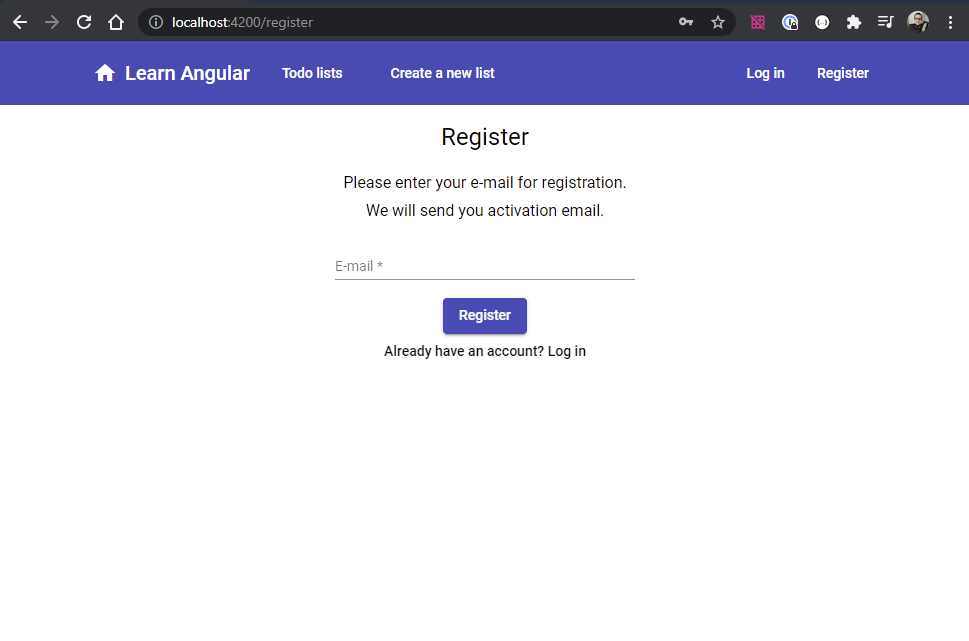 localhost:4200/register
Learn Angular Todo lists Create a new list Log in Register
Register
Please enter your e-mail for registration.
We will send you activation email.
E-mail *
Register
Already have an account? Log in